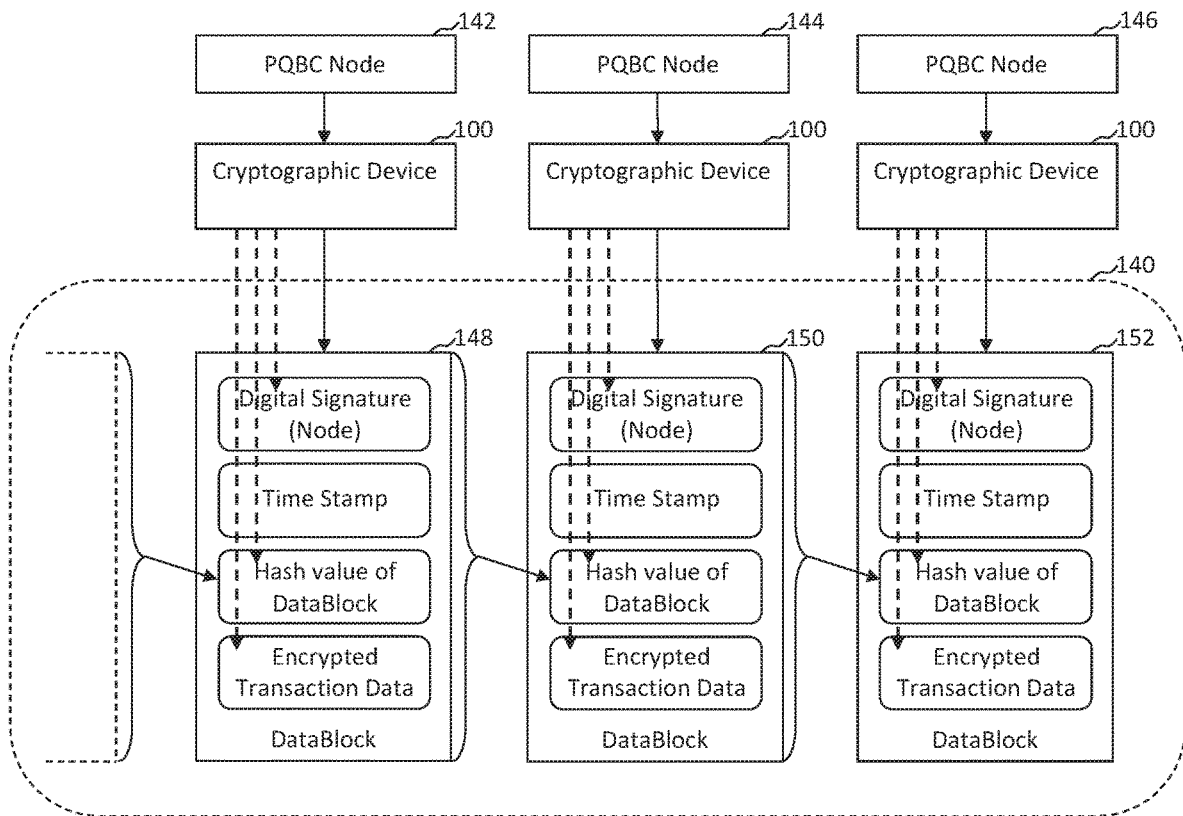 142
144
146
PQBC Node
PQBC Node
PQBC Node
100
100
100
Cryptographic Device
Cryptographic Device
Cryptographic Device
140
148
150
152
Digital Signature
(Node)
Digital Signature
(Node)
Digital Signature
(Node)
Time Stamp
Time Stamp
Time Stamp
Hash value of
DataBlock
Hash value of
DataBlock
Hash value of
DataBlock
Encrypted
Transaction Data
Encrypted
Transaction Data
Encrypted
Transaction Data
DataBlock
DataBlock
DataBlock